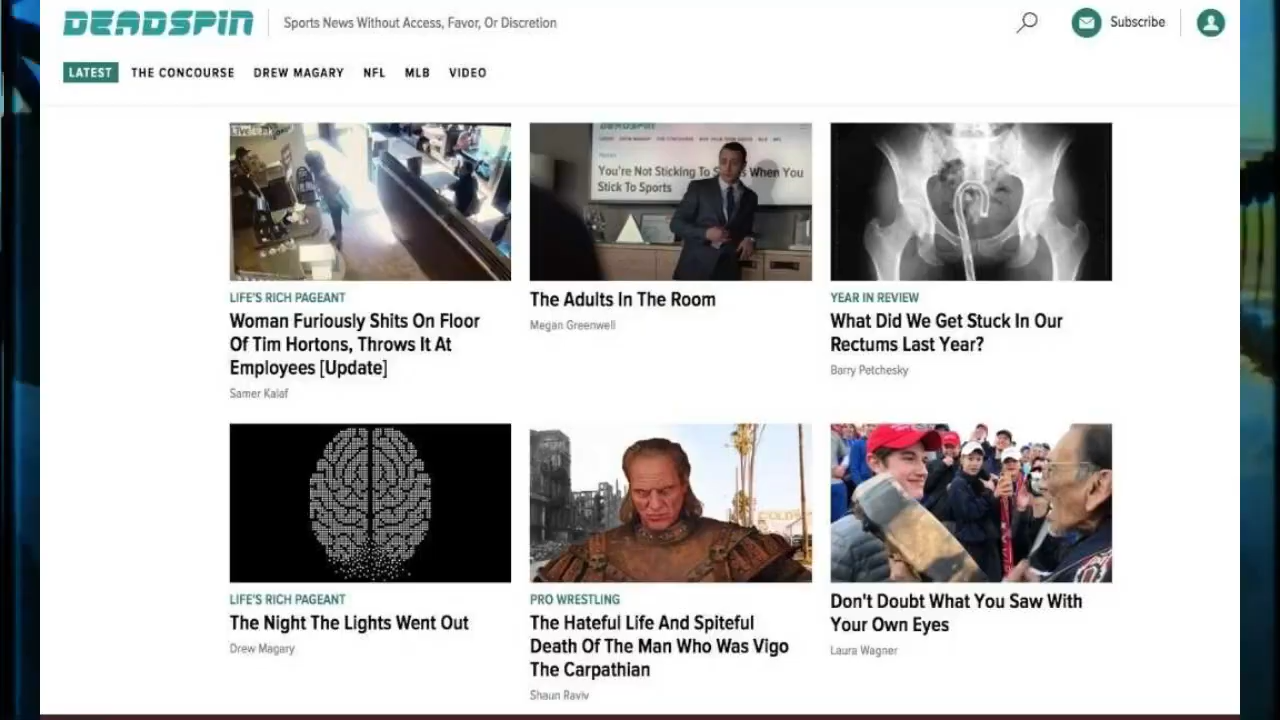 DEADSPIN
Sports News Without Access, Favor, Or Discretion
Subscribe
LATEST
THE CONCOURSE
DREW MAGARY
NFL
MLB
VIDEO
LiveLeak
DEADSPIN
You're Not Sticking To S s When You
Stick To Sports
LIFE'S RICH PAGEANT
Woman Furiously Shits On Floor
Of Tim Hortons, Throws It At
Employees [Update]
Samer Kalaf
The Adults In The Room
Megan Greenwell
YEAR IN REVIEW
What Did We Get Stuck In Our
Rectums Last Year?
Barry Petchesky
LIFE'S RICH PAGEANT
The Night The Lights Went Out
Drew Magary
PRO WRESTLING
The Hateful Life And Spiteful
Death Of The Man Who Was Vigo
The Carpathian
Shaun Raviv
Don't Doubt What You Saw With
Your Own Eyes
Laura Wagner